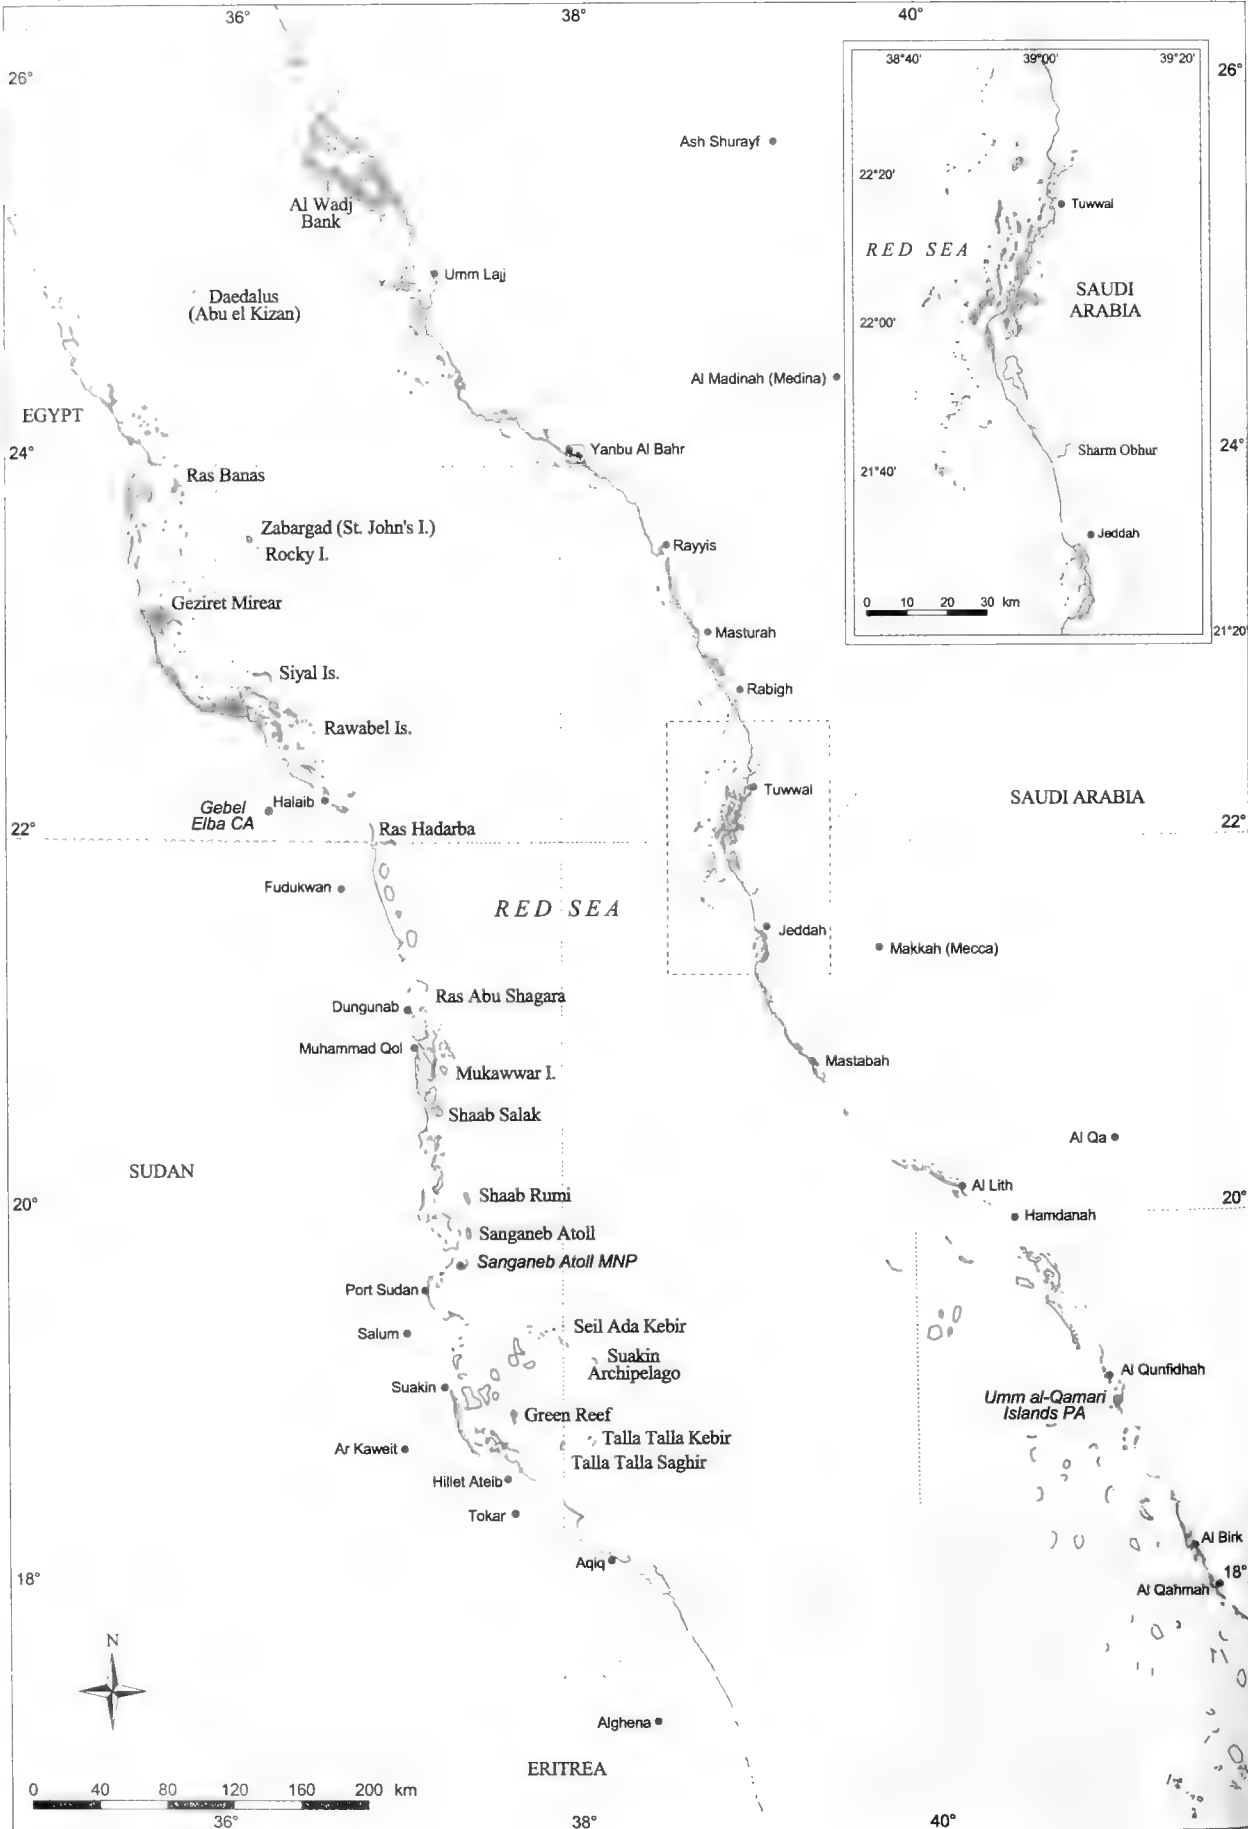 36°
38°
40°
26°
26°
38°40'
39°00'
39°20'
Ash Shurayf
22°20'
Al Wadj
Bank
Tuwwal
RED SEA
Umm Lajj
Daedalus
(Abu el Kizan)
SAUDI
ARABIA
22°00'
Al Madinah (Medina)
EGYPT
24°
Yanbu Al Bahr
24°
Sharm Obhur
21°40'
Ras Banas
Zabargad (St. John's I.)
Rocky I.
Rayyis
Jeddah
Geziret Mirear
0 10 20 30 km
Masturah
21°20'
Siyal Is.
Rabigh
Rawabel Is.
Tuwwal
Halaib
Gebel
Elba CA
SAUDI ARABIA
22°
Ras Hadarba
22°
Fudukwan
RED SEA
Jeddah
Makkah (Mecca)
Ras Abu Shagara
Dungunab
Muhammad Qol
Mastabah
Mukawwar I.
Shaab Salak
Al Qa
SUDAN
Al Lith
Shaab Rumi
20°
20°
Hamdanah
Sanganeb Atoll
Sanganeb Atoll MNP
Port Sudan
Seil Ada Kebir
Salum
Suakin
Archipelago
Al Qunfidhah
Suakin
Umm al-Qamari
Islands PA
Green Reef
Talla Talla Kebir
Ar Kaweit
Talla Talla Saghir
Hillet Ateib
Tokar
Al Birk
Aqiq
18°
18°
Al Qahmah
N
Alghena
ERITREA
0 40 80 120 160 200 km
36°
38°
40°